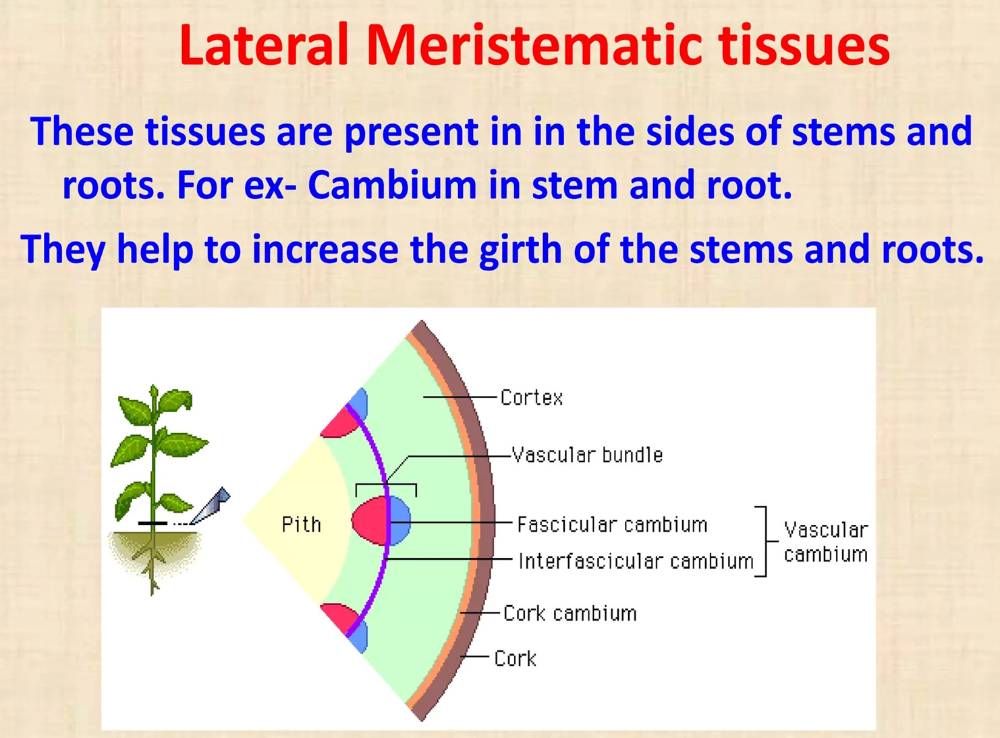 Lateral Meristematic tissues
These tissues are present in in the sides of stems and
roots. For ex- Cambium in stem and root.
They help to increase the girth of the stems and roots.
Cortex
Vascular bundle
Pith
Fascicular cambium
Interfascicular cambium
Vascular
cambium
Cork cambium
Cork